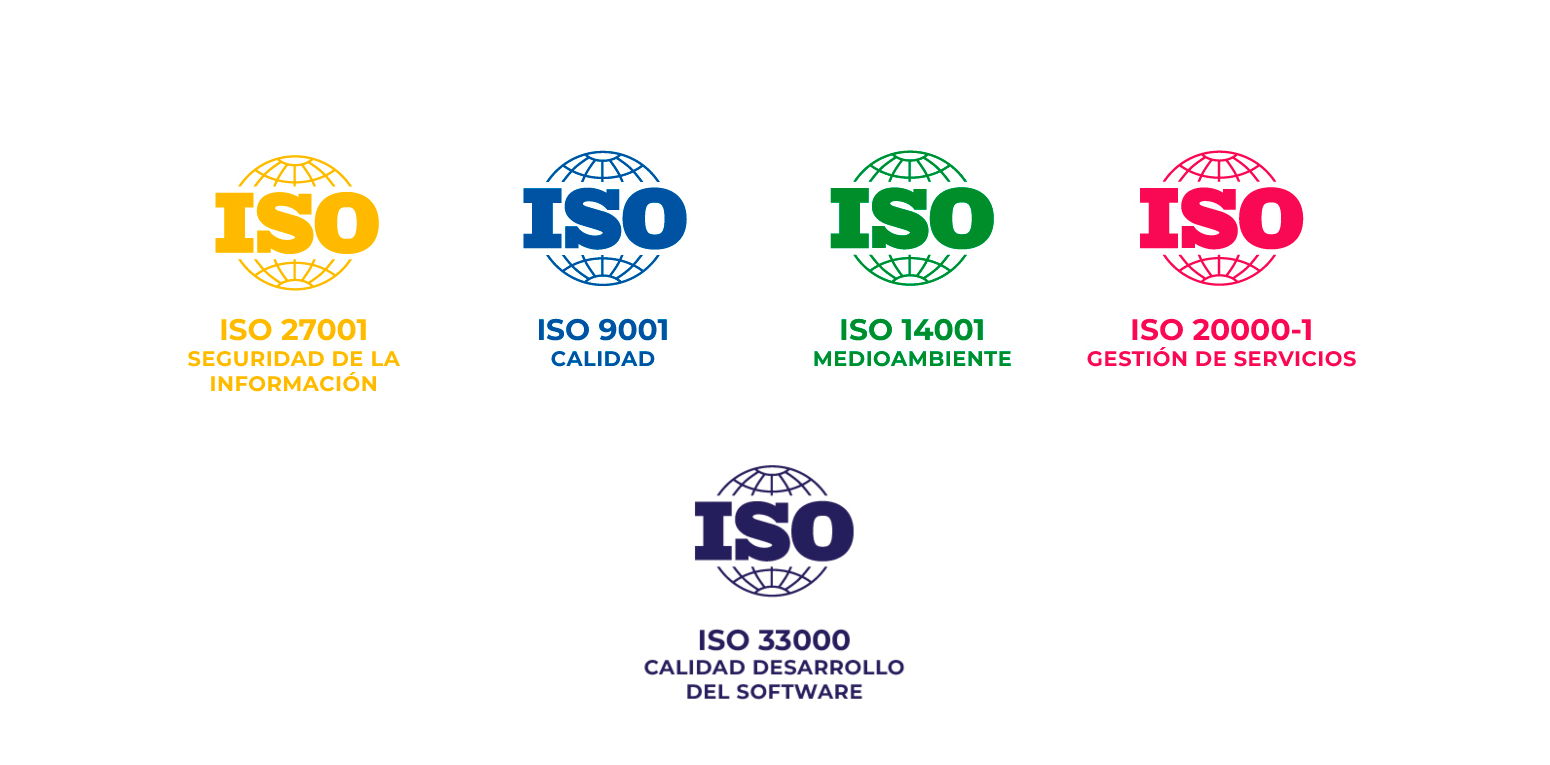 ISO
ISO 27001
SEGURIDAD DE LA
INFORMACIÓN
ISO
ISO 9001
CALIDAD
ISO
ISO 14001
MEDIOAMBIENTE
ISO
ISO 20000-1
GESTIÓN DE SERVICIOS
ISO
ISO 33000
CALIDAD DESARROLLO
DEL SOFTWARE